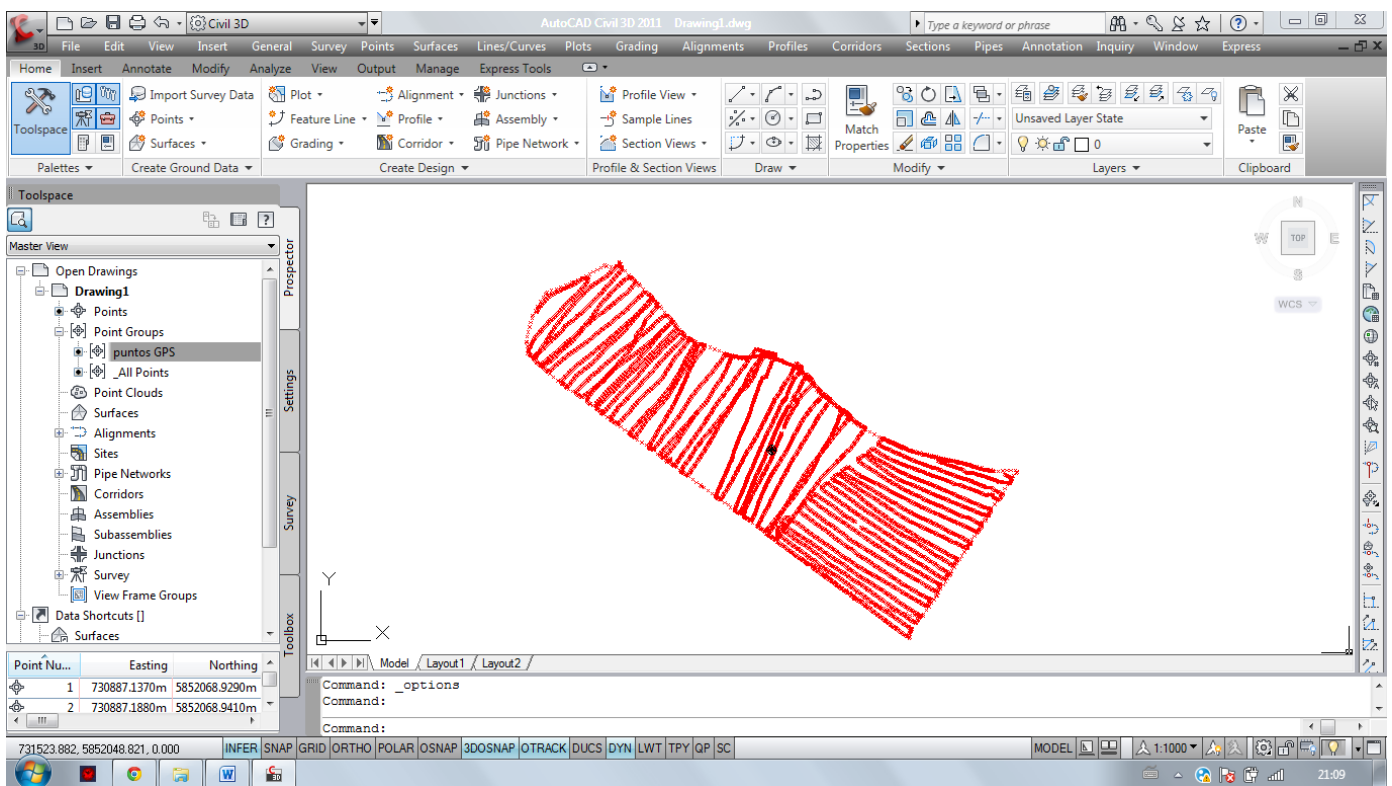 Civil 3D AutoCAD Civil 3D 2011 Drawing1.dwg Type a keyword or phrase
3D File Edit View Insert General Survey Points Surfaces Lines/Curves Plots Grading Alignments Profiles Corridors Sections Pipes Annotation Inquiry Window Express
Home Insert Annotate Modify Analyze View Output Manage Express Tools
Toolspace Import Survey Data Plot Alignment Junctions Profile View Match Properties Unsaved Layer State Paste
Points Feature Line Profile Assembly Sample Lines
Surfaces Grading Corridor Pipe Network Section Views 0
Palettes Create Ground Data Create Design Profile & Section Views Draw Modify Layers Clipboard
Toolspace
Master View
Open Drawings
Drawing1
Points
Point Groups
puntos GPS
_All Points
Point Clouds
Surfaces
Alignments
Sites
Pipe Networks
Corridors
Assemblies
Subassemblies
Junctions
Survey
View Frame Groups
Data Shortcuts []
Surfaces
Prospector
Settings
Survey
Toolbox
N
W TOP E
S
WCS
Y
X
Point Nu... Easting Northing
1 730887.1370m 5852068.9290m
2 730887.1880m 5852068.9410m
Model Layout1 Layout2
Command: _options
Command:
Command:
731523.882, 5852048.821, 0.000 INFER SNAP GRID ORTHO POLAR OSNAP 3DOSNAP OTRACK DUCS DYN LWT TPY QP SC MODEL 1:1000
21:09